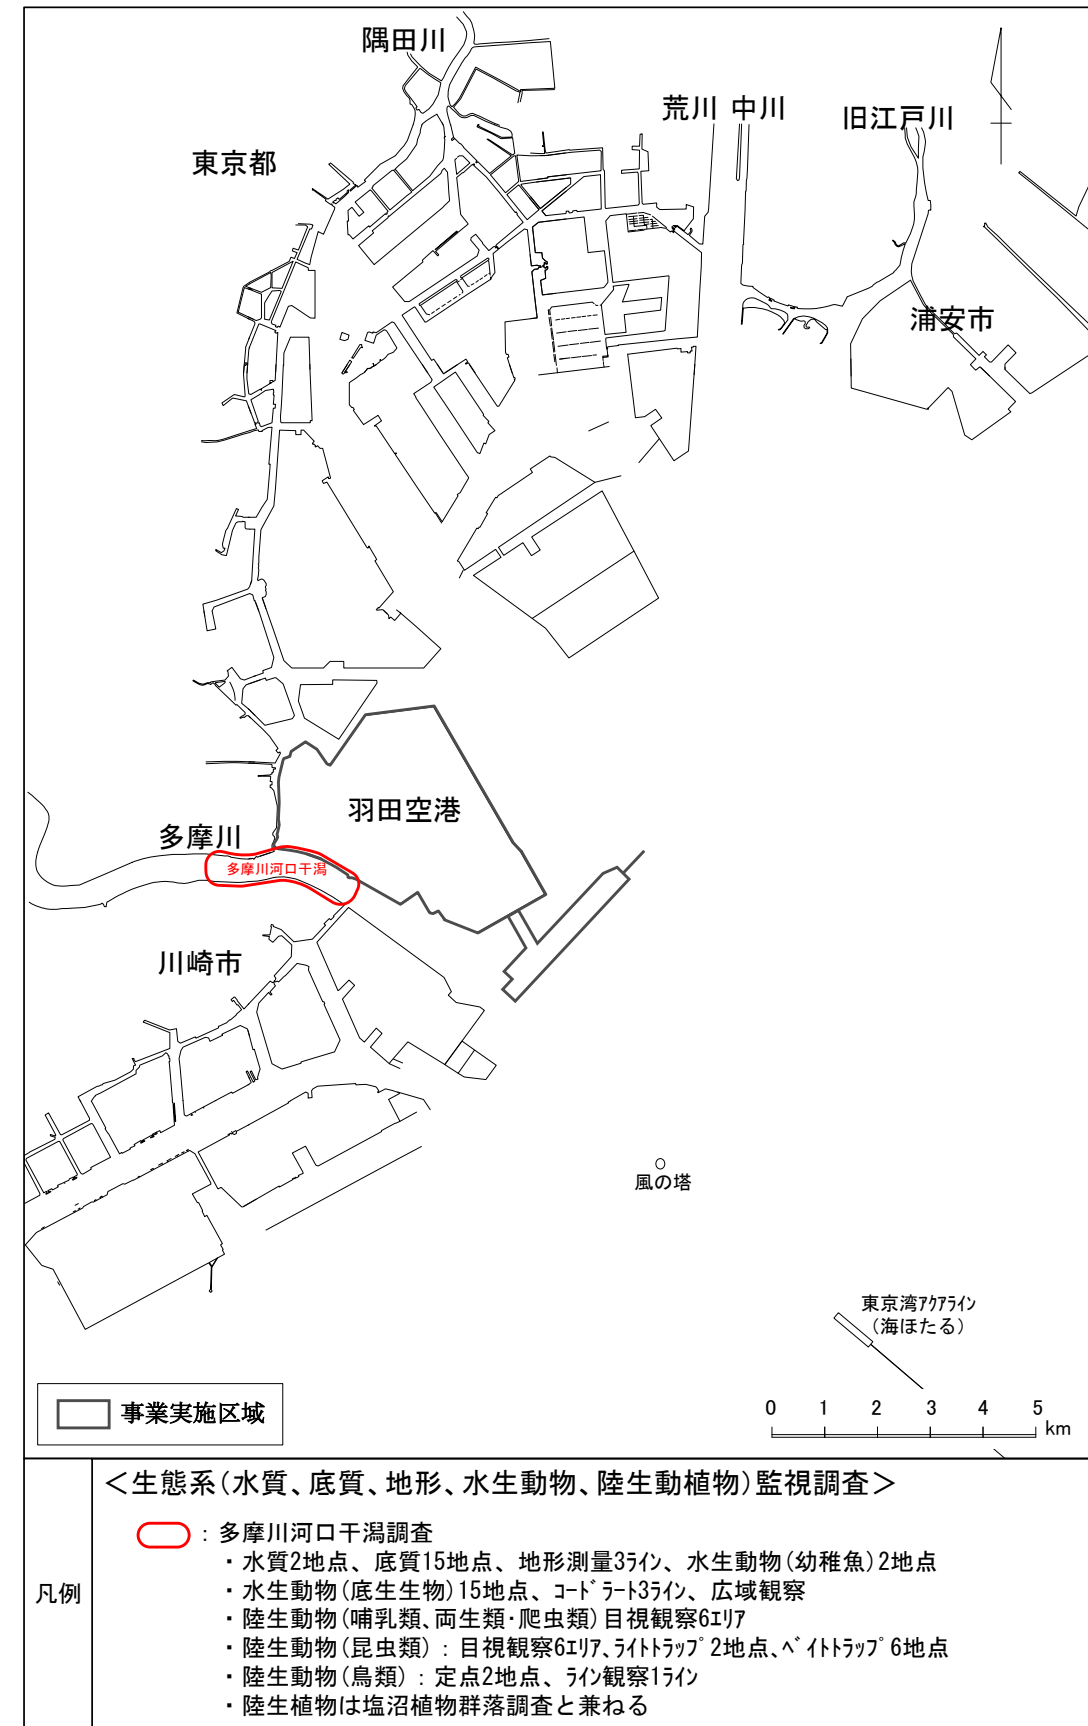 隅田川
荒川 中川
旧江戸川
東京都
浦安市
羽田空港
多摩川
多摩川河口干潟
川崎市
風の塔
東京湾アクアライン
(海ほたる)
事業実施区域
0 1 2 3 4 5
km
凡例
＜生態系(水質、底質、地形、水生動物、陸生動植物)監視調査＞
：多摩川河口干潟調査
・水質2地点、底質15地点、地形測量3ライン、水生動物(幼稚魚)2地点
・水生動物(底生生物)15地点、コードラート3ライン、広域観察
・陸生動物(哺乳類、両生類・爬虫類)目視観察6エリア
・陸生動物(昆虫類)：目視観察6エリア、ライトトラップ2地点、ベイトトラップ6地点
・陸生動物(鳥類)：定点2地点、ライン観察1ライン
・陸生植物は塩沼植物群落調査と兼ねる